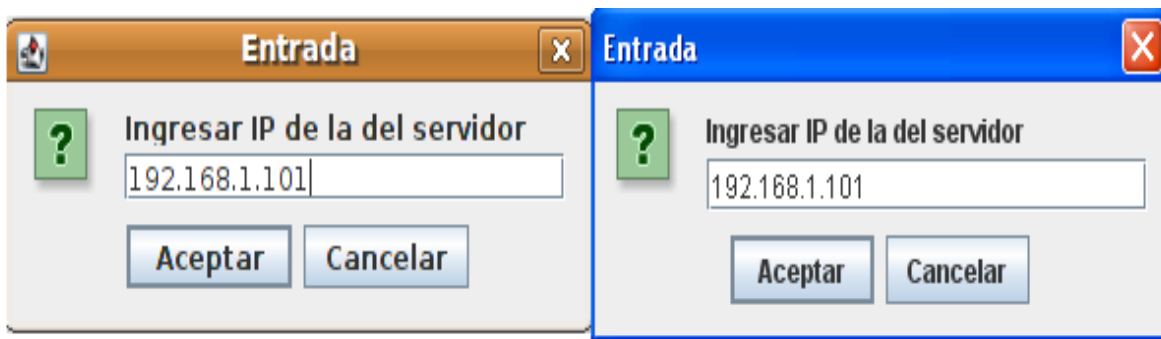 Entrada
?
Ingresar IP de la del servidor
192.168.1.101
Aceptar Cancelar
Entrada
?
Ingresar IP de la del servidor
192.168.1.101
Aceptar Cancelar